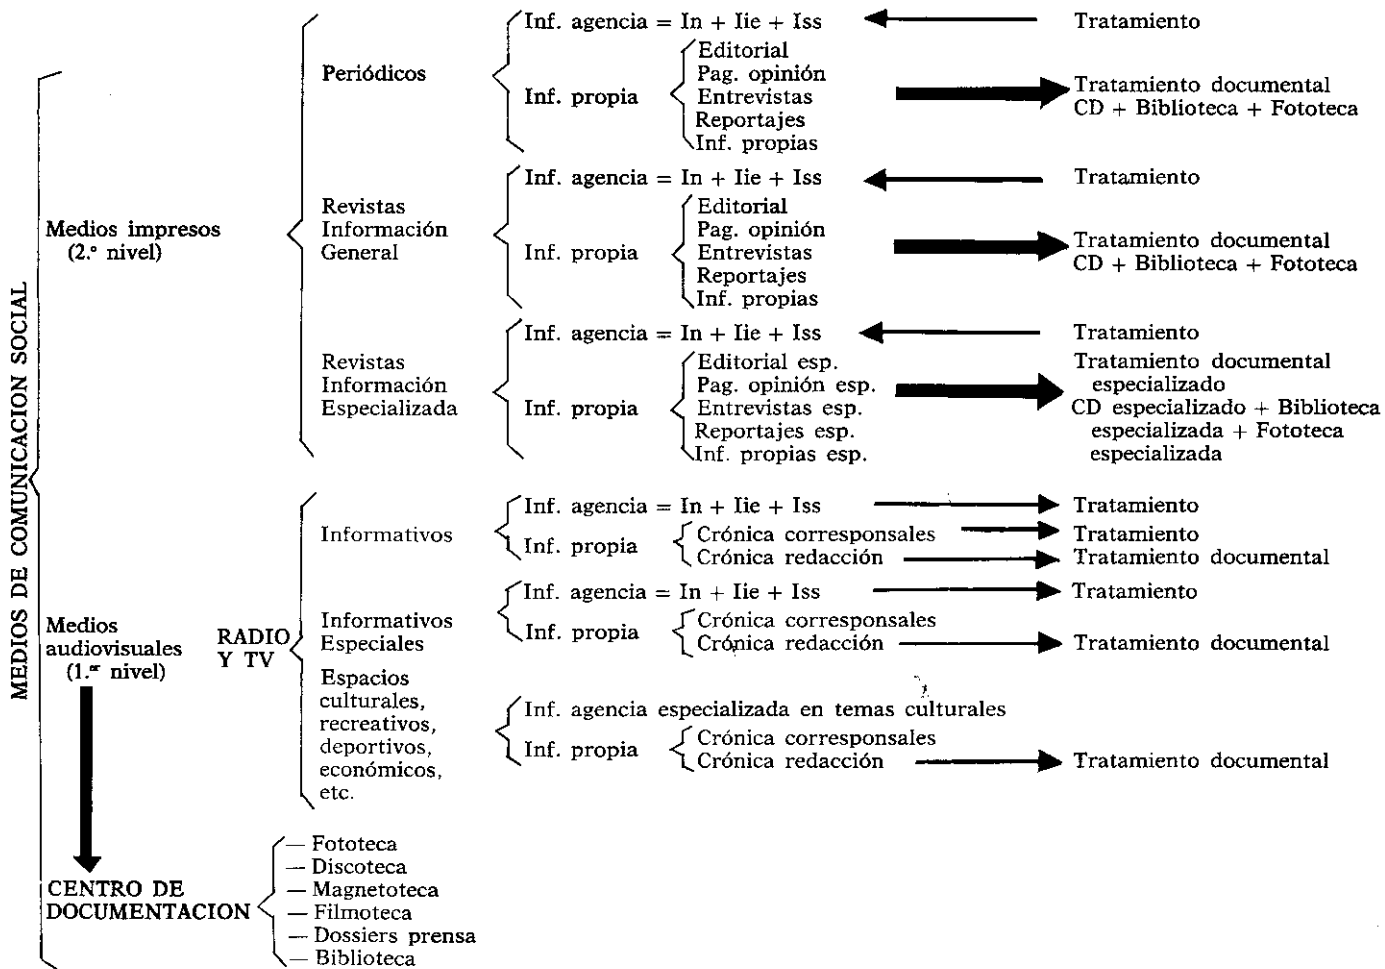 MEDIOS DE COMUNICACION SOCIAL
Medios impresos
(2.° nivel)
Periódicos
Inf. agencia = In + Iie + Iss
Tratamiento
Inf. propia
Editorial
Pag. opinión
Entrevistas
Reportajes
Inf. propias
Tratamiento documental
CD + Biblioteca + Fototeca
Revistas
Información
General
Inf. agencia = In + Iie + Iss
Tratamiento
Inf. propia
Editorial
Pag. opinión
Entrevistas
Reportajes
Inf. propias
Tratamiento documental
CD + Biblioteca + Fototeca
Revistas
Información
Especializada
Inf. agencia = In + Iie + Iss
Tratamiento
Inf. propia
Editorial esp.
Pag. opinión esp.
Entrevistas esp.
Reportajes esp.
Inf. propias esp.
Tratamiento documental
especializado
CD especializado + Biblioteca
especializada + Fototeca
especializada
Medios
audiovisuales
(1.er nivel)
RADIO
Y TV
Informativos
Inf. agencia = In + Iie + Iss
Tratamiento
Inf. propia
Crónica corresponsales
Tratamiento
Crónica redacción
Tratamiento documental
Informativos
Especiales
Inf. agencia = In + Iie + Iss
Tratamiento
Inf. propia
Crónica corresponsales
Crónica redacción
Tratamiento documental
Espacios
culturales,
recreativos,
deportivos,
económicos,
etc.
Inf. agencia especializada en temas culturales
Inf. propia
Crónica corresponsales
Crónica redacción
Tratamiento documental
CENTRO DE
DOCUMENTACION
— Fototeca
— Discoteca
— Magnetoteca
— Filmoteca
— Dossiers prensa
— Biblioteca